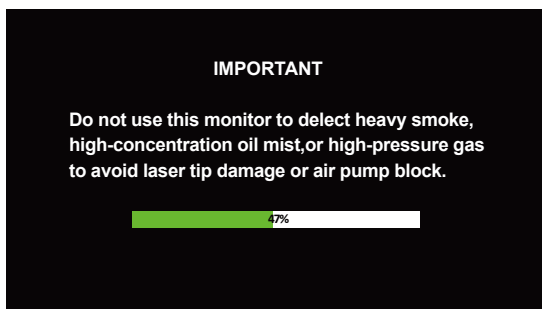 IMPORTANT
Do not use this monitor to delect heavy smoke,
high-concentration oil mist,or high-pressure gas
to avoid laser tip damage or air pump block.
47%